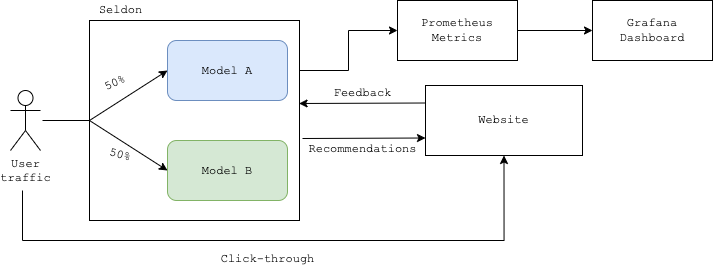 Seldon
Prometheus
Metrics
Grafana
Dashboard
50%
Model A
Feedback
Website
User
traffic
50%
Model B
Recommendations
Click-through